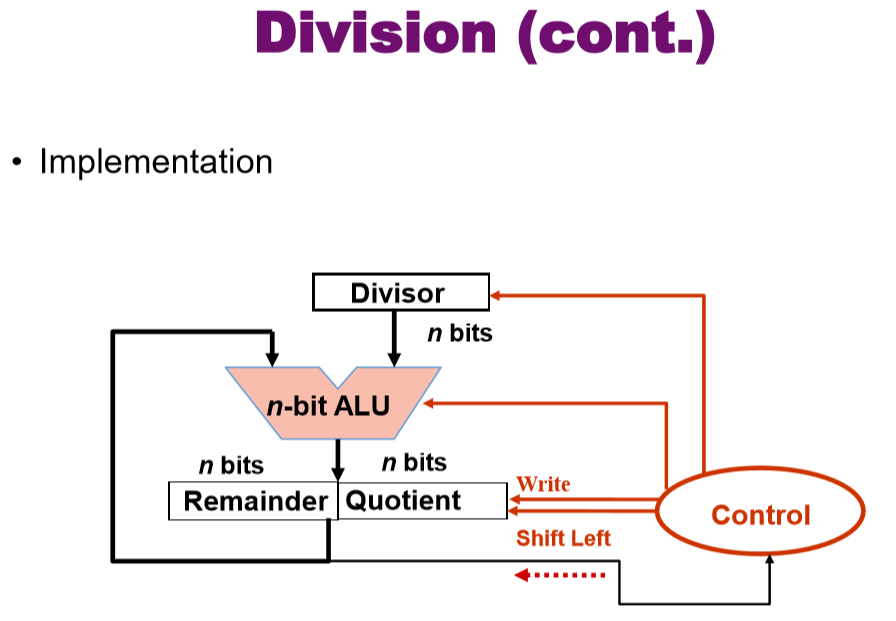 Division (cont.)
• Implementation
Divisor
n bits
n-bit ALU
n bits
n bits
Remainder
Quotient
Write
Control
Shift Left